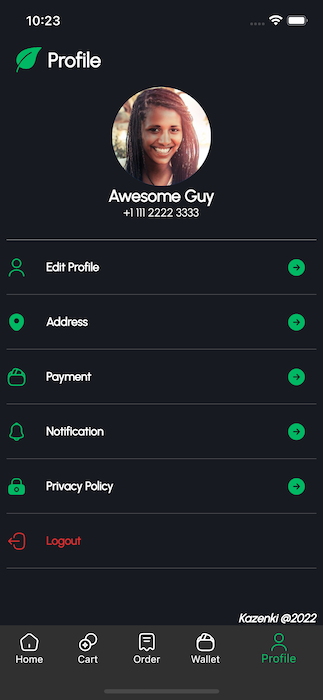 10:23
Profile
Awesome Guy
+1 111 2222 3333
Edit Profile
Address
Payment
Notification
Privacy Policy
Logout
Kazenki @2022
Home
Cart
Order
Wallet
Profile